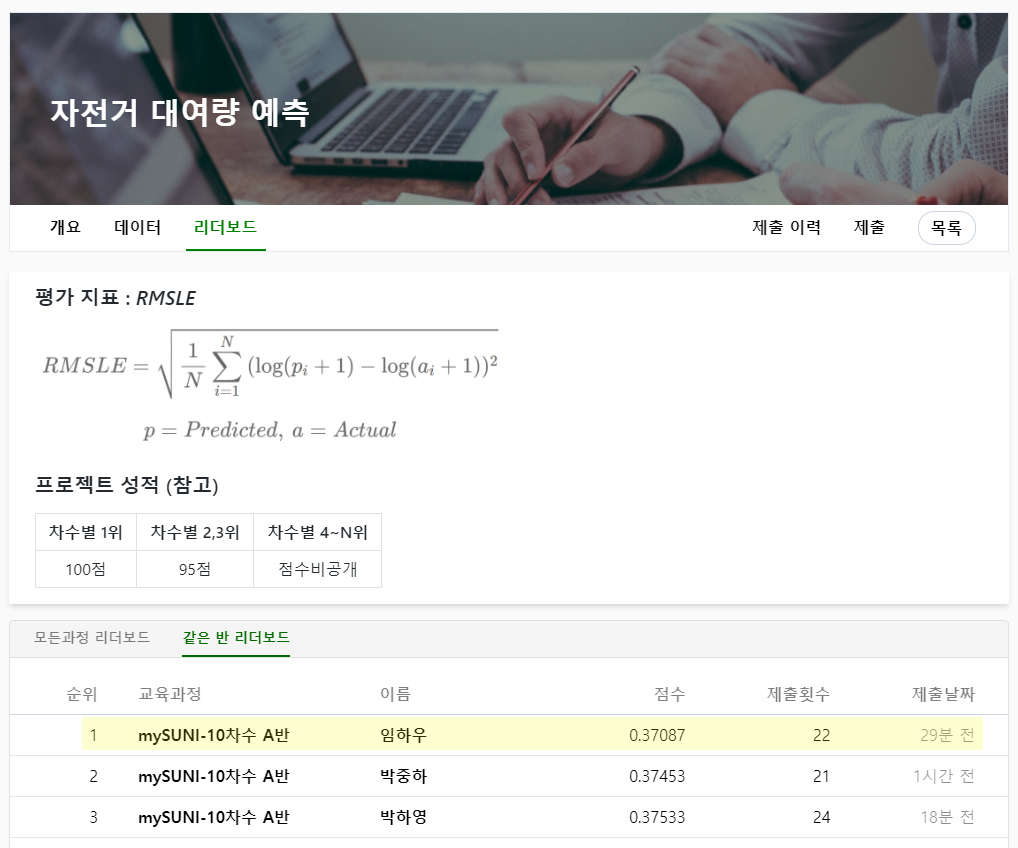 자전거 대여량 예측
개요 데이터 리더보드 제출 이력 제출 목록
평가 지표 : RMSLE
RMSLE = √(1/N ∑_{i=1}^{N} (log(p_i + 1) − log(a_i + 1))²)
p = Predicted, a = Actual
프로젝트 성적 (참고)
차수별 1위 차수별 2,3위 차수별 4~N위
100점 95점 점수비공개
모든과정 리더보드 같은 반 리더보드
순위 교육과정 이름 점수 제출횟수 제출날짜
1 mySUNI-10차수 A반 임하우 0.37087 22 29분 전
2 mySUNI-10차수 A반 박중하 0.37453 21 1시간 전
3 mySUNI-10차수 A반 박하영 0.37533 24 18분 전